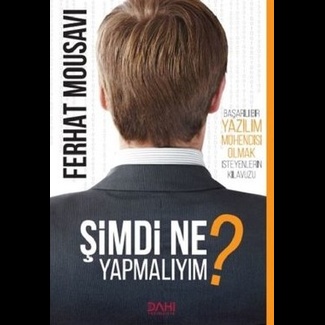 FERHAT MOUSAVI
BAŞARILI BİR
YAZILIM
MÜHENDİSİ
OLMAK
İSTEYENLERİN
KILAVUZU
ŞİMDİ NE
YAPMALIYIM?
DAHİ